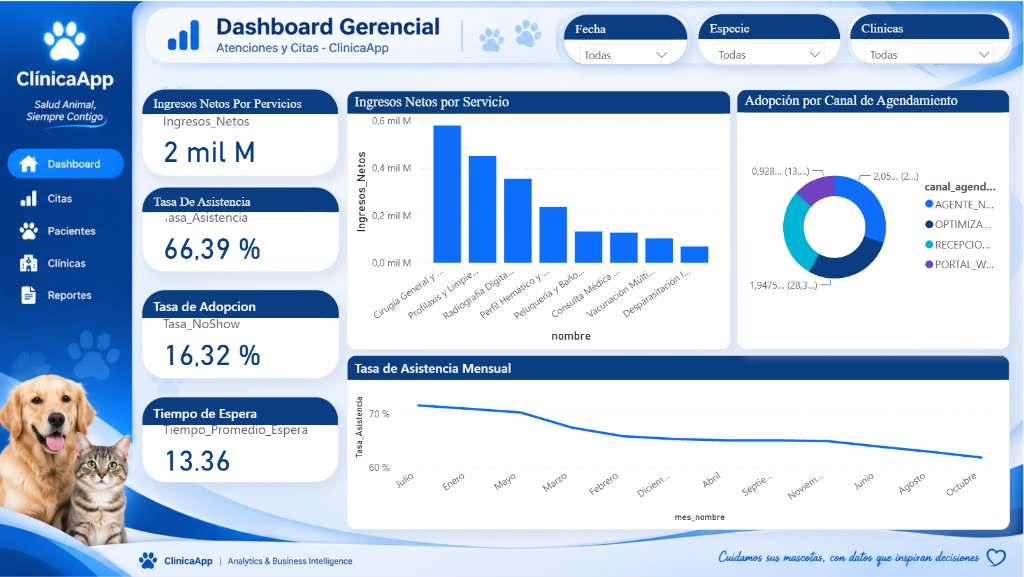 ClínicaApp
Salud Animal,
Siempre Contigo
Dashboard
Citas
Pacientes
Clínicas
Reportes
Dashboard Gerencial
Atenciones y Citas - ClinicaApp
Fecha
Todas
Especie
Todas
Clinicas
Todas
Ingresos Netos Por Pervicios
Ingresos_Netos
2 mil M
Tasa De Asistencia
.asa_Asistencia
66,39 %
Tasa de Adopcion
Tasa_NoShow
16,32 %
Tiempo de Espera
Tiempo_Promedio_Espera
13.36
Ingresos Netos por Servicio
Ingresos_Netos
0,6 mil M
0,4 mil M
0,2 mil M
0,0 mil M
Cirugía General y ...
Profilaxis y Limpie...
Radiografía Digita...
Perfil Hemático y ...
Peluquería y Baño...
Consulta Médica ...
Vacunación Múlti...
Desparasitación I...
nombre
Adopción por Canal de Agendamiento
0,928... (13,...)
2,05... (2...)
1,9475... (28,3...)
canal_agend...
AGENTE_N...
OPTIMIZA...
RECEPCIO...
PORTAL_W...
Tasa de Asistencia Mensual
Tasa_Asistencia
70 %
60 %
Julio
Enero
Mayo
Marzo
Febrero
Diciem...
Abril
Septie...
Noviem...
Junio
Agosto
Octubre
mes_nombre
ClinicaApp | Analytics & Business Intelligence
Cuidamos sus mascotas, con datos que inspiran decisiones